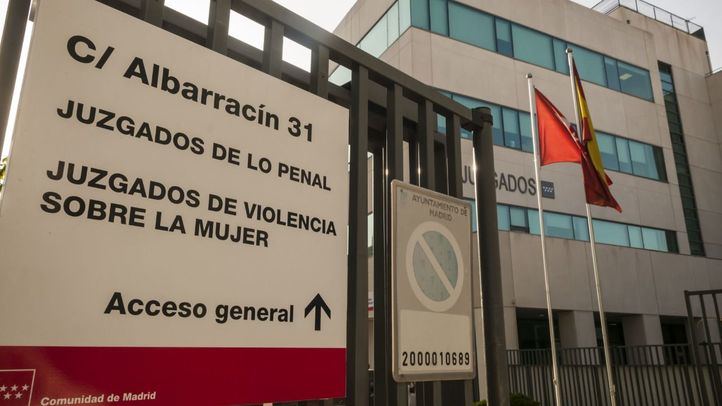 C/ Albarracín 31
JUZGADOS DE LO PENAL
JUZGADOS DE VIOLENCIA
SOBRE LA MUJER
Acceso general
Comunidad de Madrid
AYUNTAMIENTO DE
MADRID
2000010689
JUZGADOS